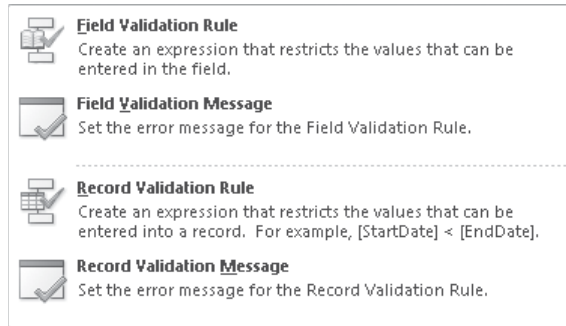 Field Validation Rule
Create an expression that restricts the values that can be
entered in the field.
Field Validation Message
Set the error message for the Field Validation Rule.
Record Validation Rule
Create an expression that restricts the values that can be
entered into a record.  For example, [StartDate] < [EndDate].
Record Validation Message
Set the error message for the Record Validation Rule.